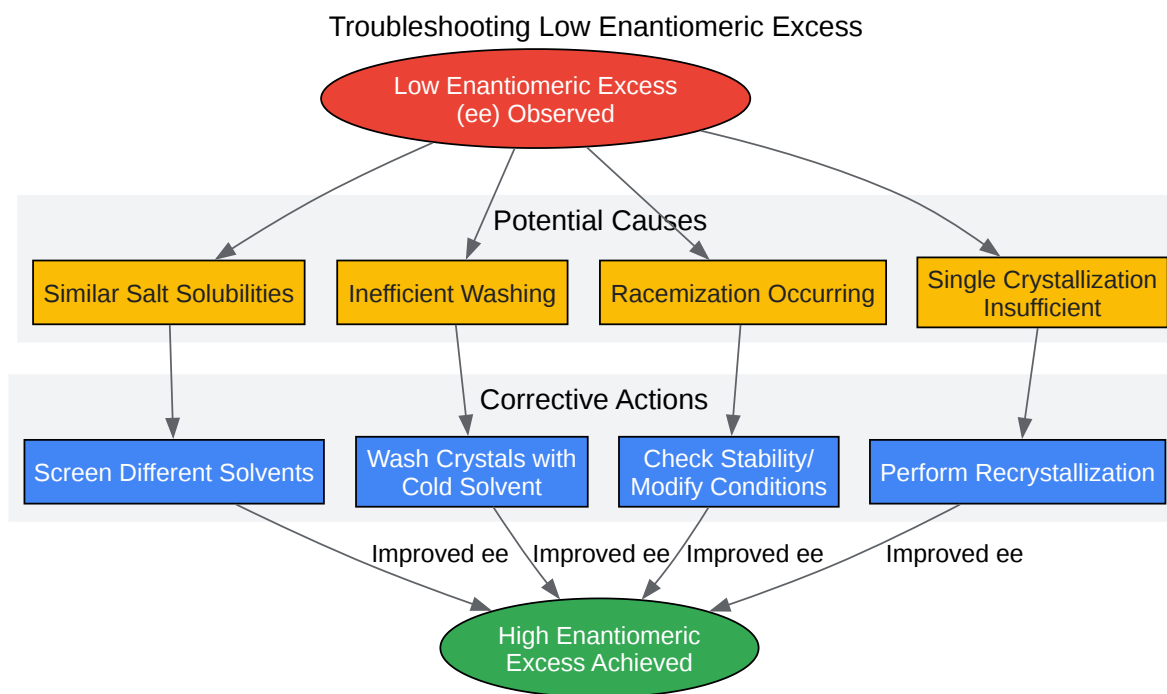 Troubleshooting Low Enantiomeric Excess
Low Enantiomeric Excess
(ee) Observed
Potential Causes
Similar Salt Solubilities
Inefficient Washing
Racemization Occurring
Single Crystallization
Insufficient
Corrective Actions
Screen Different Solvents
Wash Crystals with
Cold Solvent
Check Stability/
Modify Conditions
Perform Recrystallization
Improved ee
Improved ee
Improved ee
Improved ee
High Enantiomeric
Excess Achieved